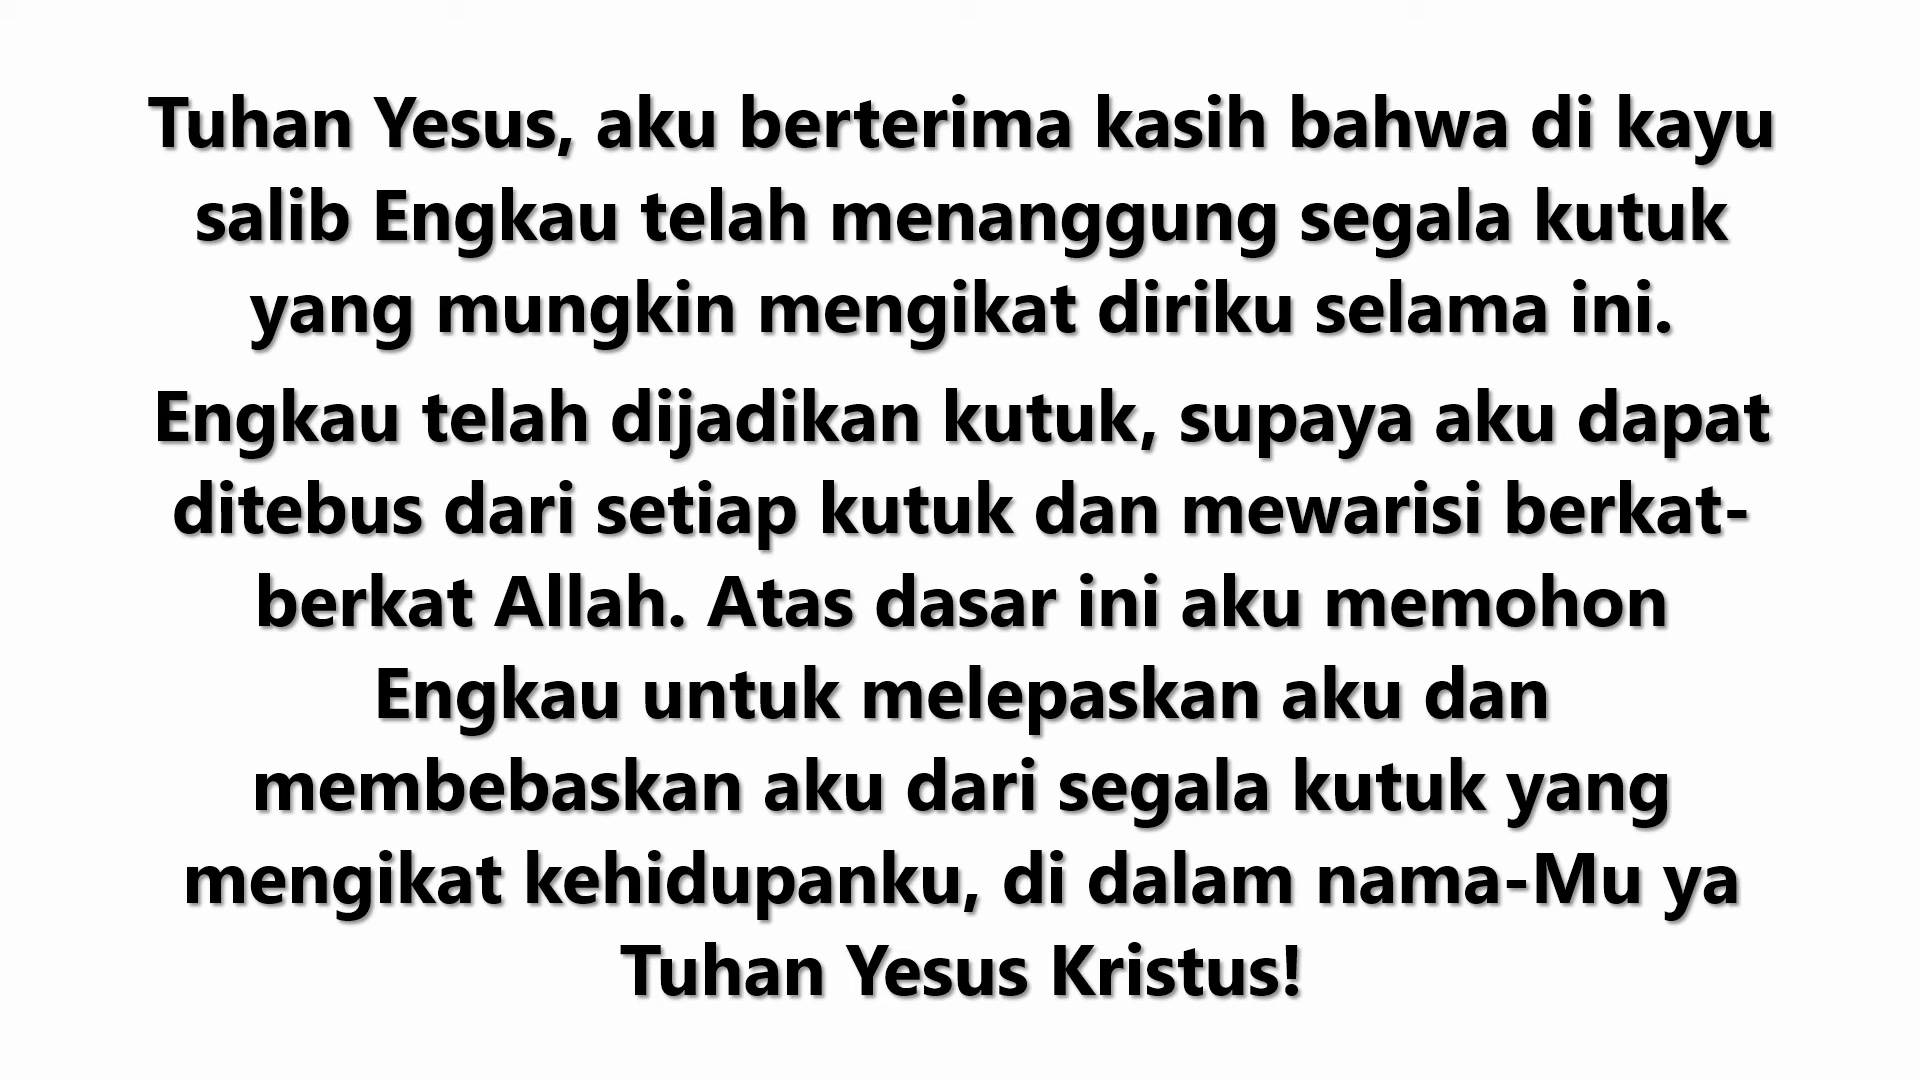 Tuhan Yesus, aku berterima kasih bahwa di kayu
salib Engkau telah menanggung segala kutuk
yang mungkin mengikat diriku selama ini.
Engkau telah dijadikan kutuk, supaya aku dapat
ditebus dari setiap kutuk dan mewarisi berkat-
berkat Allah. Atas dasar ini aku memohon
Engkau untuk melepaskan aku dan
membebaskan aku dari segala kutuk yang
mengikat kehidupanku, di dalam nama-Mu ya
Tuhan Yesus Kristus!